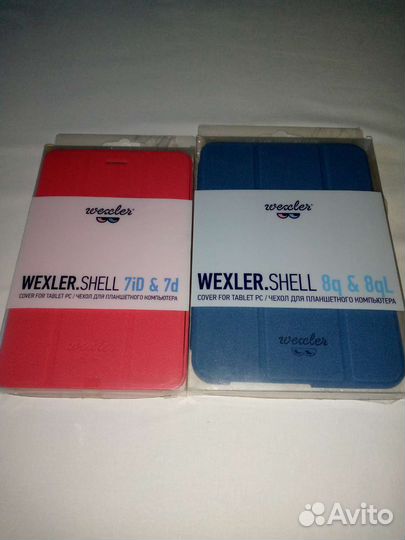 wexler
WEXLER.SHELL 7iD & 7d
COVER FOR TABLET PC / ЧЕХОЛ ДЛЯ ПЛАНШЕТНОГО КОМПЬЮТЕРА
wexler
wexler
WEXLER.SHELL 8q & 8qL
COVER FOR TABLET PC / ЧЕХОЛ ДЛЯ ПЛАНШЕТНОГО КОМПЬЮТЕРА
wexler
Avito